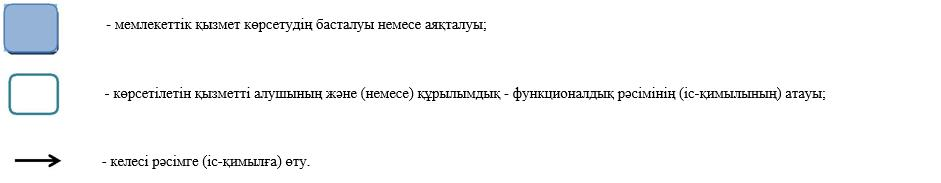 - мемлекеттік қызмет көрсетудің басталуы немесе аяқталуы;
- көрсетілетін қызметті алушының және (немесе) құрылымдық - функционалдық рәсімінің (іс-қимылының) атауы;
- келесі рәсімге (іс-қимылға) өту.